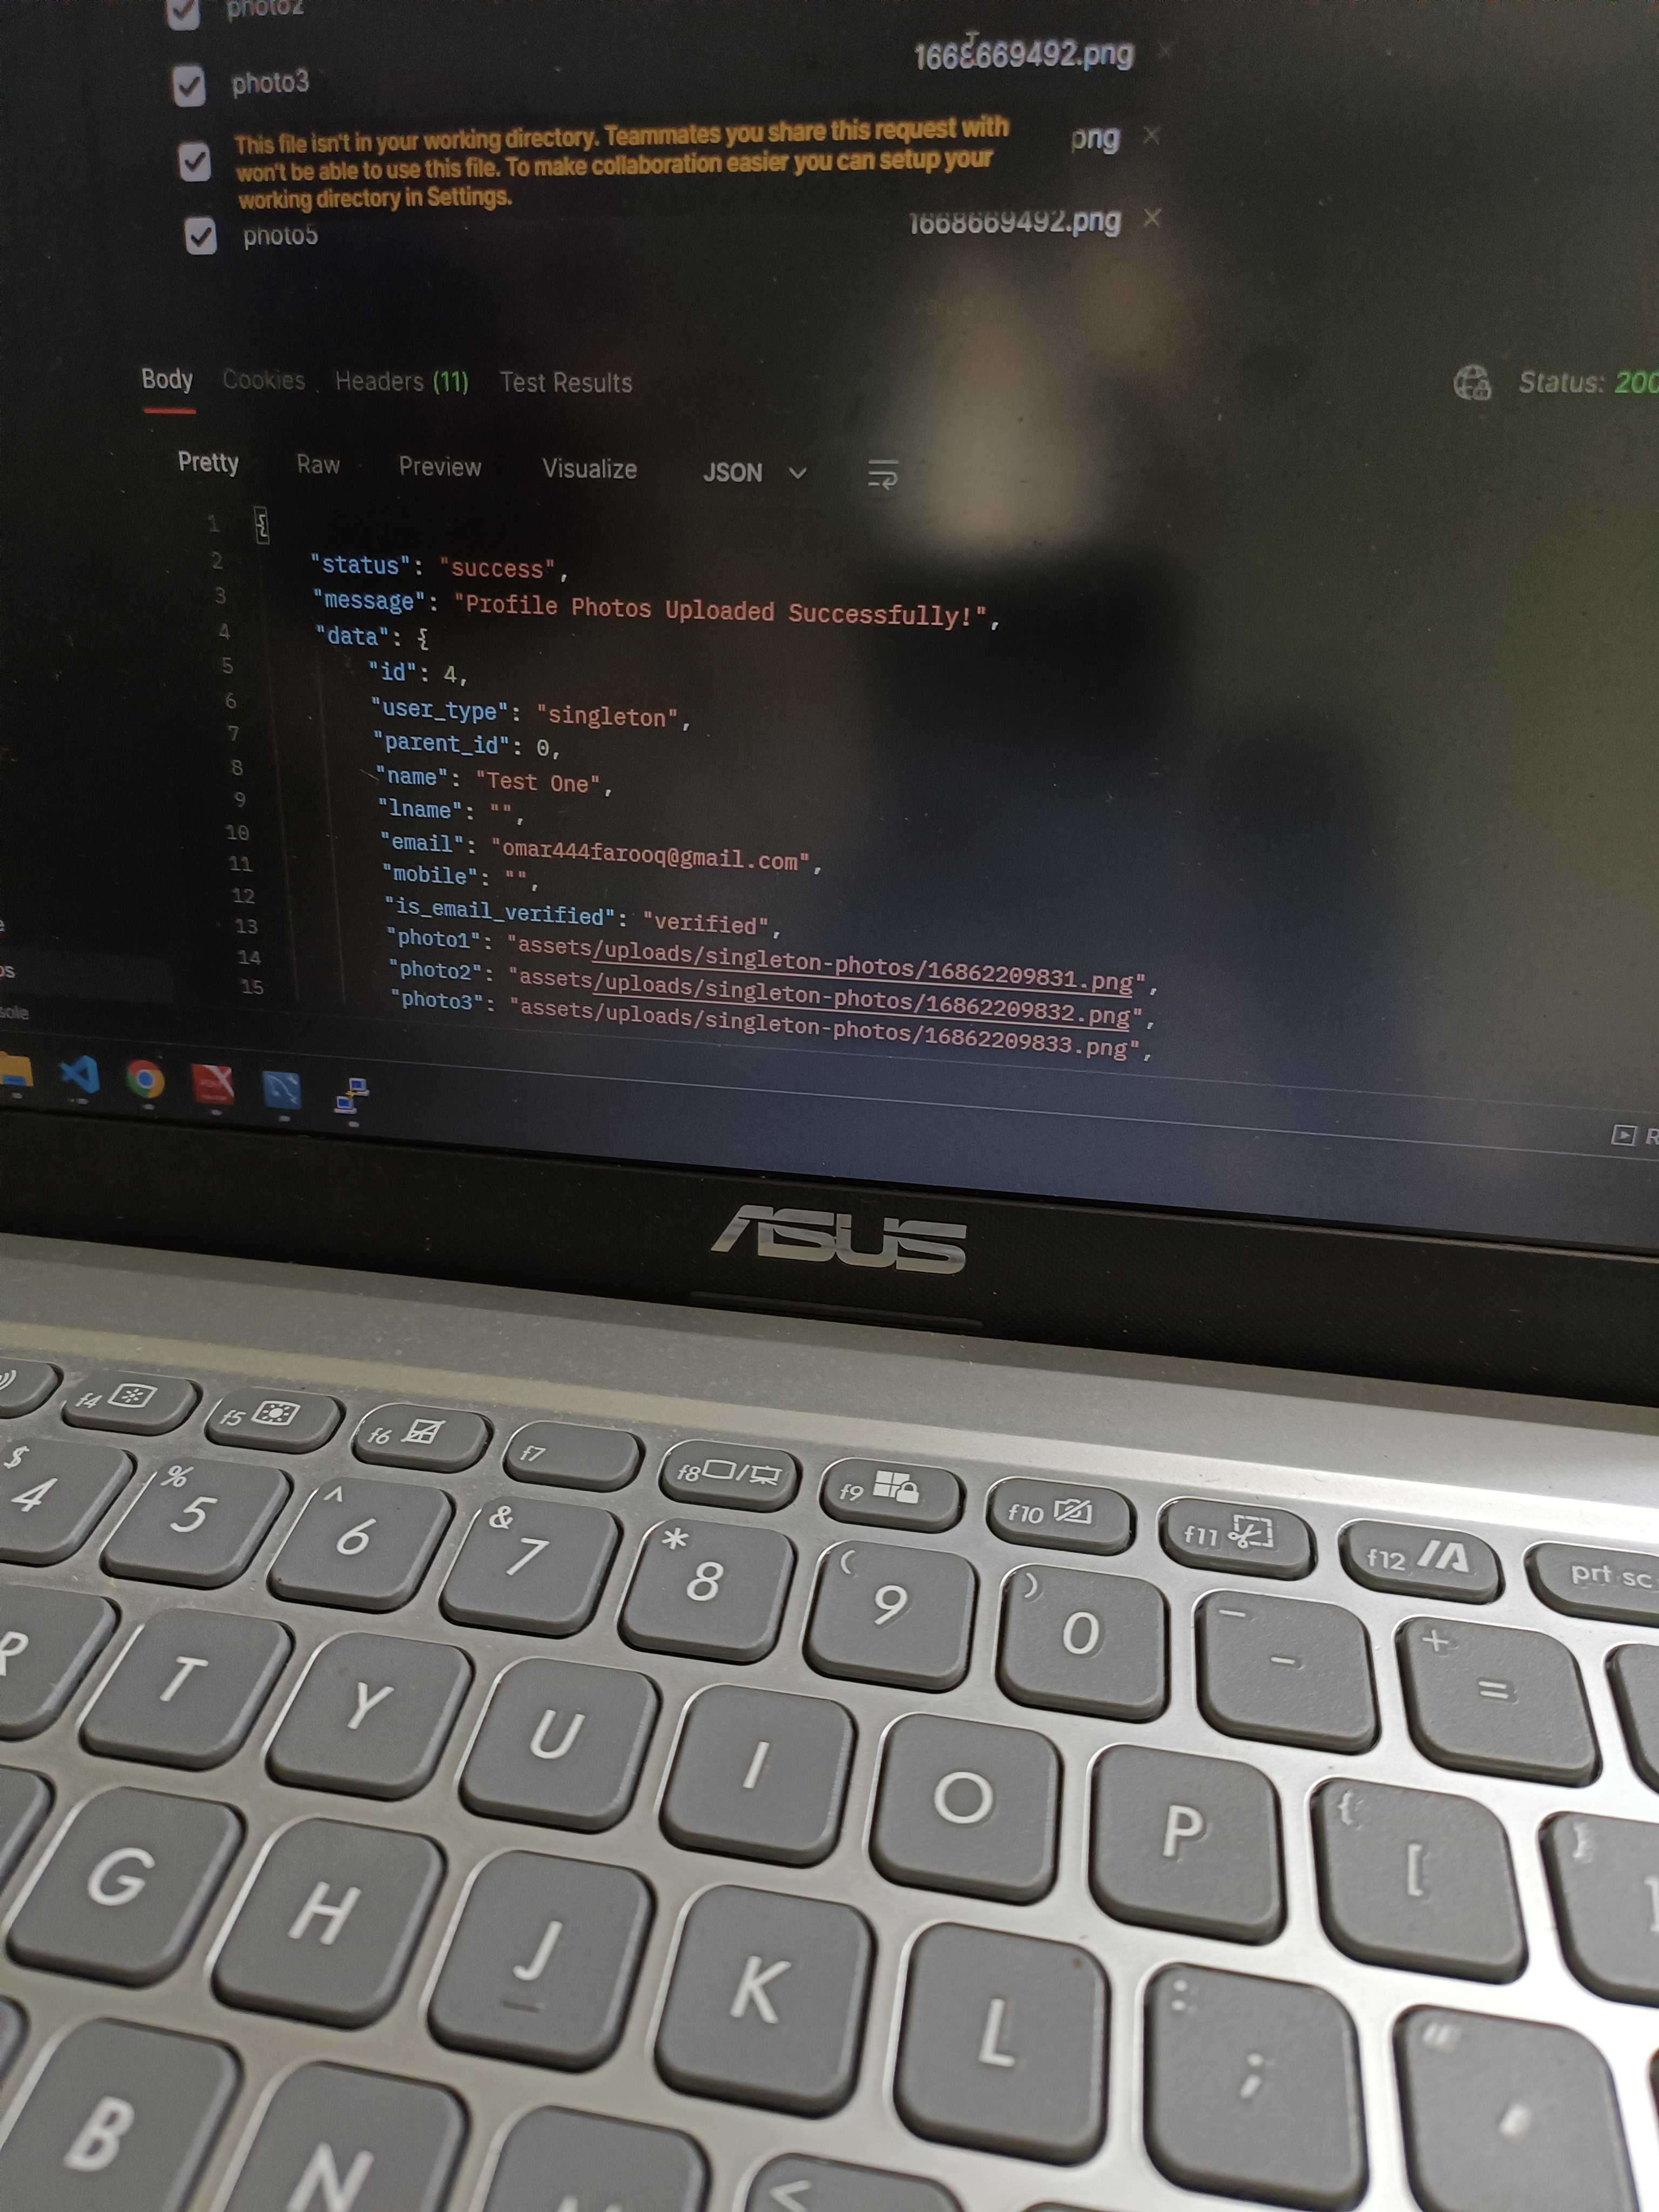 photo2
photo3
1668669492.png
This file isn't in your working directory. Teammates you share this request with
won't be able to use this file. To make collaboration easier you can setup your
working directory in Settings.
png
photo5
1668669492.png
Body Cookies Headers (11) Test Results
Status: 200
Pretty Raw Preview Visualize JSON
1 {
2 "status": "success",
3 "message": "Profile Photos Uploaded Successfully!",
4 "data": {
5 "id": 4,
6 "user_type": "singleton",
7 "parent_id": 0,
8 "name": "Test One",
9 "lname": "",
10 "email": "omar444farooq@gmail.com",
11 "mobile": "",
12 "is_email_verified": "verified",
13 "photo1": "assets/uploads/singleton-photos/16862209831.png",
14 "photo2": "assets/uploads/singleton-photos/16862209832.png",
15 "photo3": "assets/uploads/singleton-photos/16862209833.png",
R
ASUS
f4 f5 f6 f7 f8 f9 f10 f11 f12 prt sc
$ 4 % 5 ^ 6 & 7 * 8 ( 9 ) 0 - + =
R T Y U I O P { [ } ]
G H J K L : ; " '
B N <